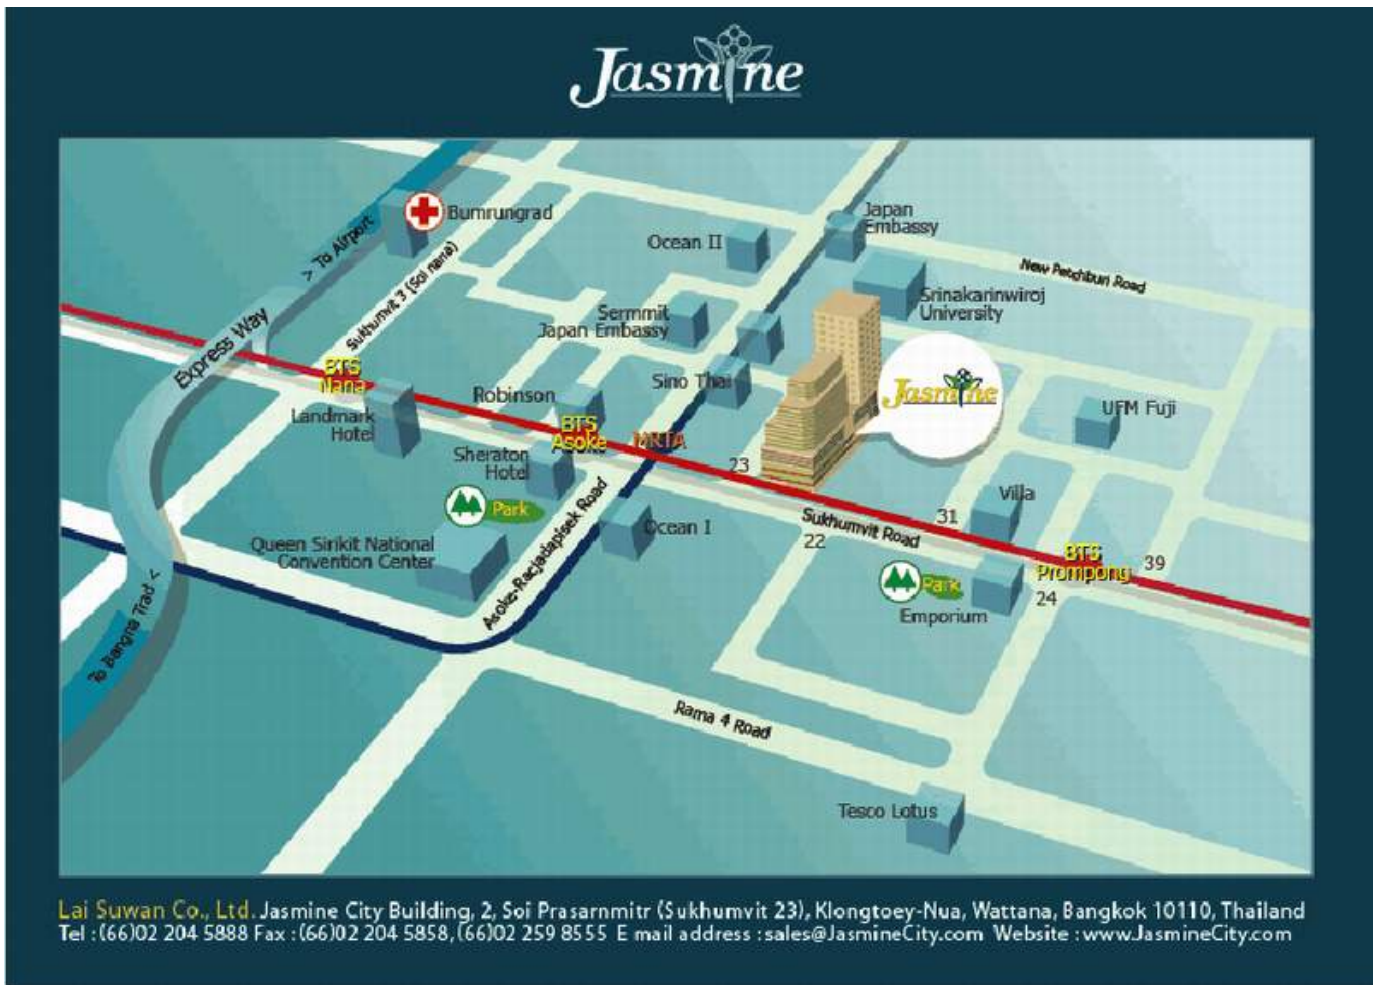 Jasmine
Bumrungrad
> To Airport
Sukhumvit 3 (Soi nana)
Express Way
Ocean II
Japan
Embassy
New Petchburi Road
Srinakarinwiroj
University
Sermmit
Japan Embassy
Sino Thai
Jasmine
UFM Fuji
BTS
Nana
Landmark
Hotel
Robinson
BTS
Asoke
Asoke
MRTA
Sheraton
Hotel
23
Park
Queen Sirikit National
Convention Center
Asoke-Racjadapisek Road
Ocean I
Sukhumvit Road
22
31
Villa
BTS
Prompong
39
24
Park
Emporium
To Bangna Trad <
Rama 4 Road
Tesco Lotus
Lai Suwan Co., Ltd. Jasmine City Building, 2, Soi Prasarnmitr (Sukhumvit 23), Klongtoey-Nua, Wattana, Bangkok 10110, Thailand
Tel : (66)02 204 5888 Fax : (66)02 204 5858, (66)02 259 8555 E mail address : sales@JasmineCity.com Website : www.JasmineCity.com